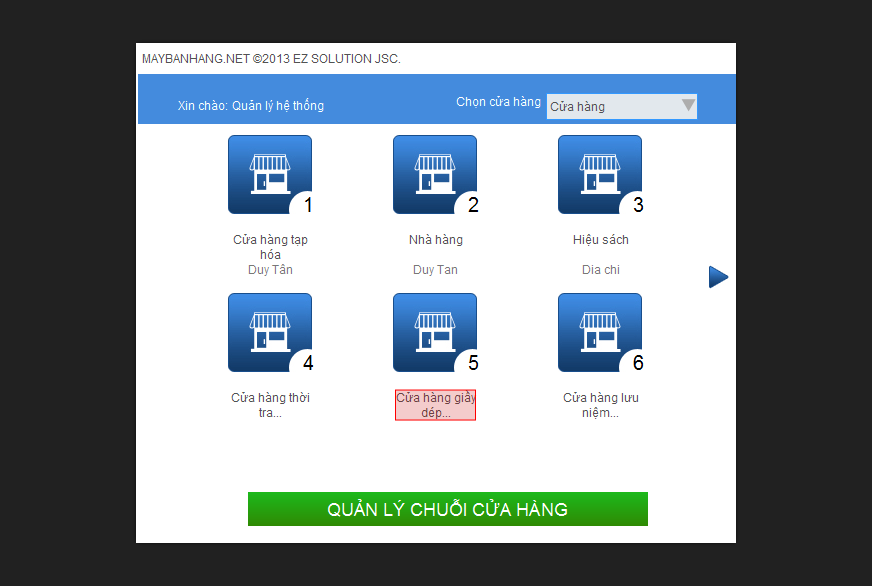 MAYBANHANG.NET ©2013 EZ SOLUTION JSC.
Xin chào: Quản lý hệ thống
Chọn cửa hàng
Cửa hàng
1
2
3
Cửa hàng tạp
hóa
Duy Tân
Nhà hàng
Duy Tan
Hiệu sách
Dia chi
4
5
6
Cửa hàng thời
tra...
Cửa hàng giầy
dép...
Cửa hàng lưu
niệm...
QUẢN LÝ CHUỖI CỬA HÀNG